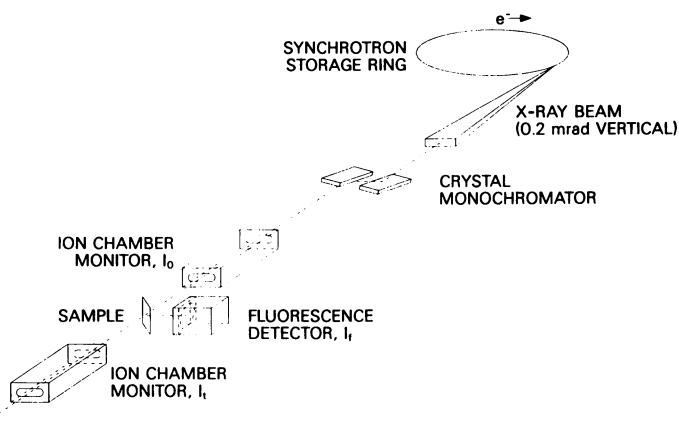 e⁻
SYNCHROTRON
STORAGE RING
X-RAY BEAM
(0.2 mrad VERTICAL)
CRYSTAL
MONOCHROMATOR
ION CHAMBER
MONITOR, I₀
SAMPLE
FLUORESCENCE
DETECTOR, I_f
ION CHAMBER
MONITOR, I_t